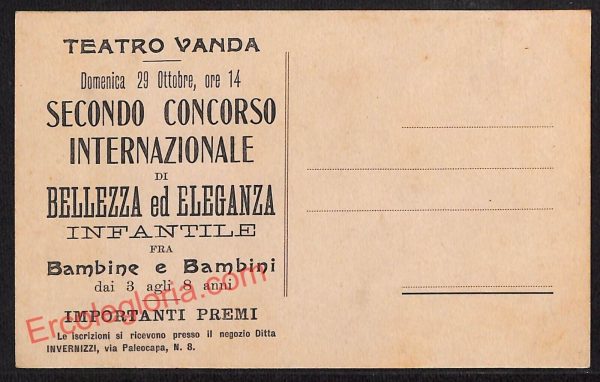 TEATRO VANDA
Domenica 29 Ottobre, ore 14
SECONDO CONCORSO
INTERNAZIONALE
DI
BELLEZZA ed ELEGANZA
INFANTILE
FRA
Bambine e Bambini
dai 3 agli 8 anni
IMPORTANTI PREMI
Le iscrizioni si ricevono presso il negozio Ditta
INVERNIZZI, via Paleocapa, N. 8.
Ercolegloria.com